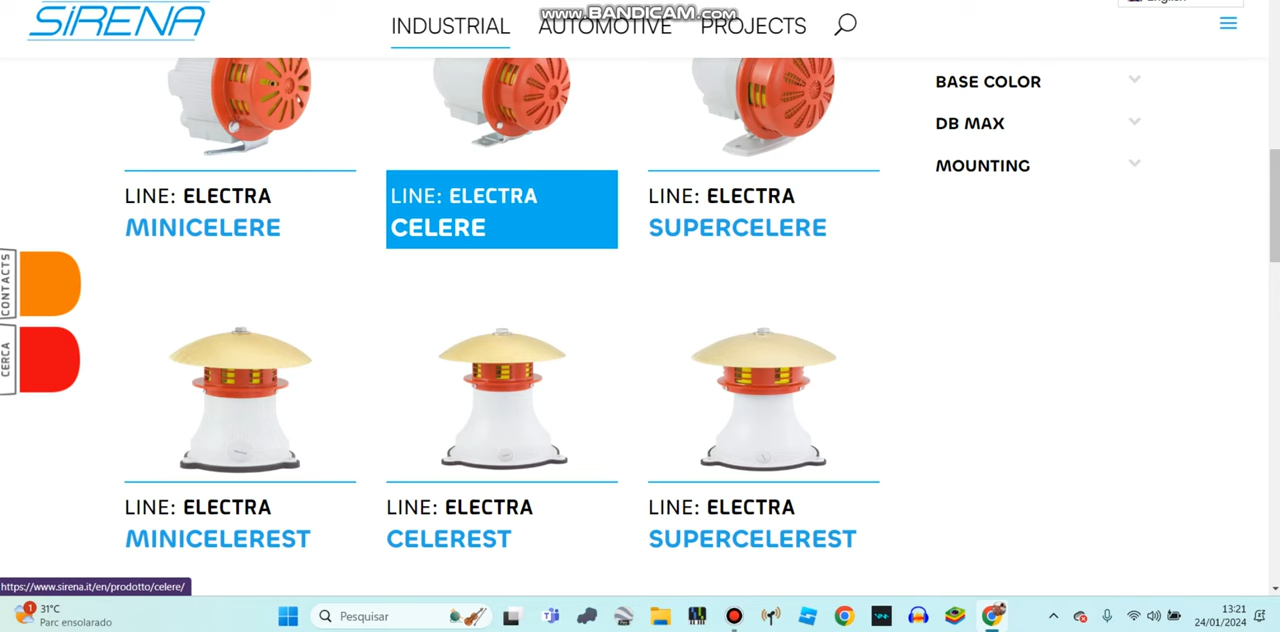 SiRENA
INDUSTRIAL
AUTOMOTIVE
PROJECTS
www.BANDICAM.com
English
BASE COLOR
DB MAX
MOUNTING
LINE: ELECTRA
MINICELERE
LINE: ELECTRA
CELERE
LINE: ELECTRA
SUPERCELERE
CONTACTS
CERCA
LINE: ELECTRA
MINICELEREST
LINE: ELECTRA
CELEREST
LINE: ELECTRA
SUPERCELEREST
https://www.sirena.it/en/prodotto/celere/
1
31°C
Parc ensolarado
Pesquisar
13:21
24/01/2024